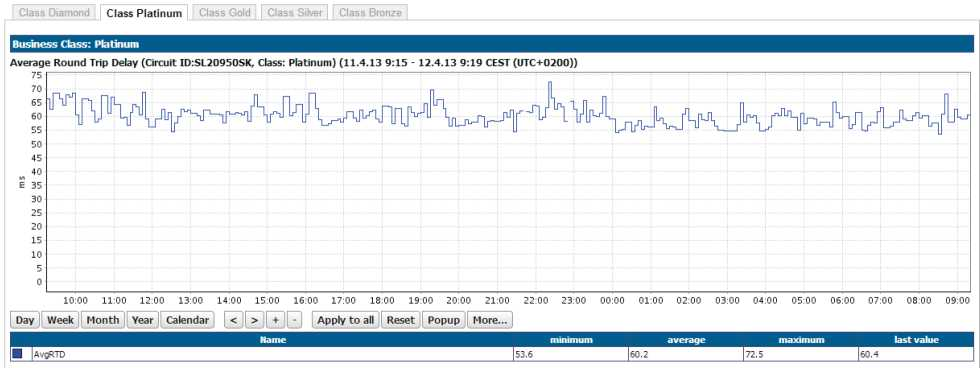 Class Diamond Class Platinum Class Gold Class Silver Class Bronze
Business Class: Platinum
Average Round Trip Delay (Circuit ID:SL20950SK, Class: Platinum) (11.4.13 9:15 - 12.4.13 9:19 CEST (UTC+0200))
75
70
65
60
55
50
45
40
35
30
25
20
15
10
5
0
ms
10:00 11:00 12:00 13:00 14:00 15:00 16:00 17:00 18:00 19:00 20:00 21:00 22:00 23:00 00:00 01:00 02:00 03:00 04:00 05:00 06:00 07:00 08:00 09:00
Day Week Month Year Calendar < > + - Apply to all Reset Popup More...
Name minimum average maximum last value
AvgRTD 53.6 60.2 72.5 60.4